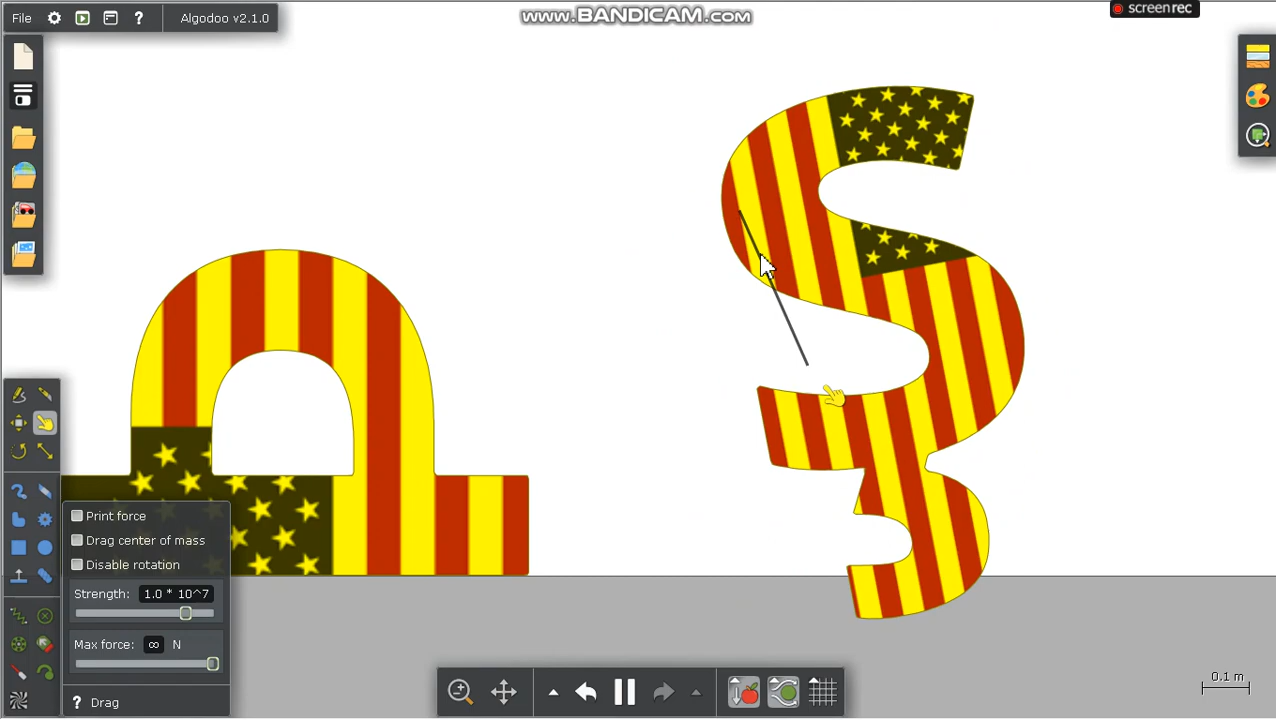 File ? Algodoo v2.1.0
www.BANDICAM.com
screenrec
Print force
Drag center of mass
Disable rotation
Strength: 1.0 * 10^7
Max force: ∞ N
? Drag
0.1 m